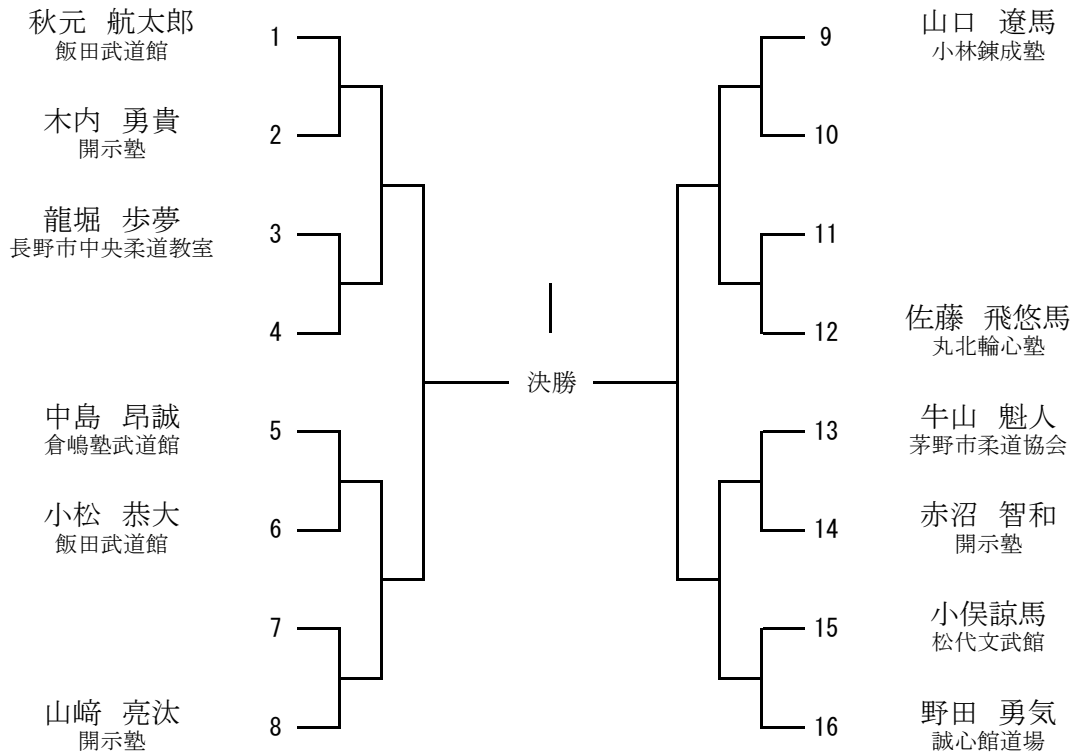 秋元 航太郎
飯田武道館
1
木内 勇貴
開示塾
2
龍堀 歩夢
長野市中央柔道教室
3
4
中島 昂誠
倉嶋塾武道館
5
小松 恭大
飯田武道館
6
7
山﨑 亮汰
開示塾
8
決勝
9
山口 遼馬
小林錬成塾
10
11
12
佐藤 飛悠馬
丸北輪心塾
13
牛山 魁人
茅野市柔道協会
14
赤沼 智和
開示塾
15
小俣諒馬
松代文武館
16
野田 勇気
誠心館道場